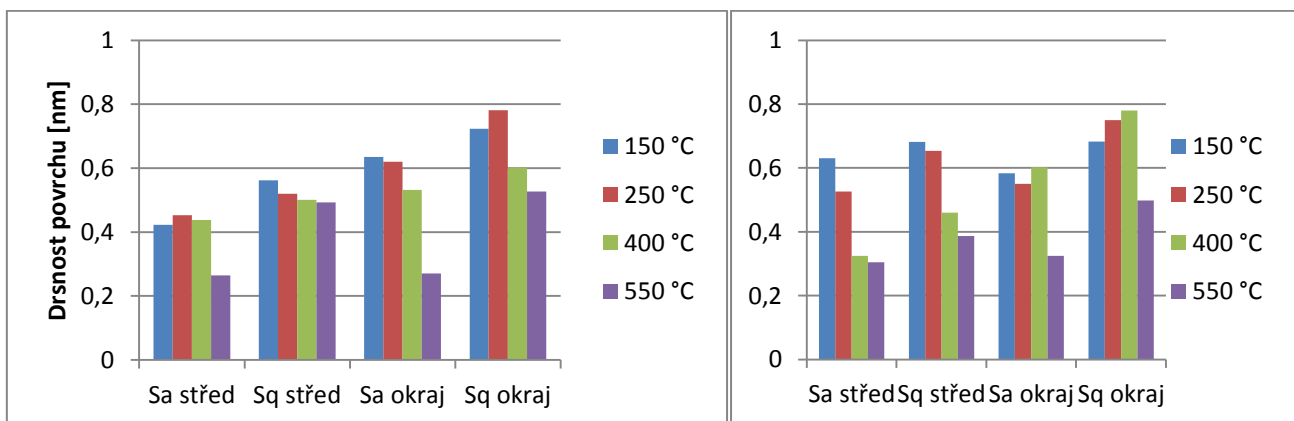 Drsnost povrchu [nm]
1
0,8
0,6
0,4
0,2
0
Sa střed Sq střed Sa okraj Sq okraj
150 °C
250 °C
400 °C
550 °C
1
0,8
0,6
0,4
0,2
0
Sa střed Sq střed Sa okraj Sq okraj
150 °C
250 °C
400 °C
550 °C